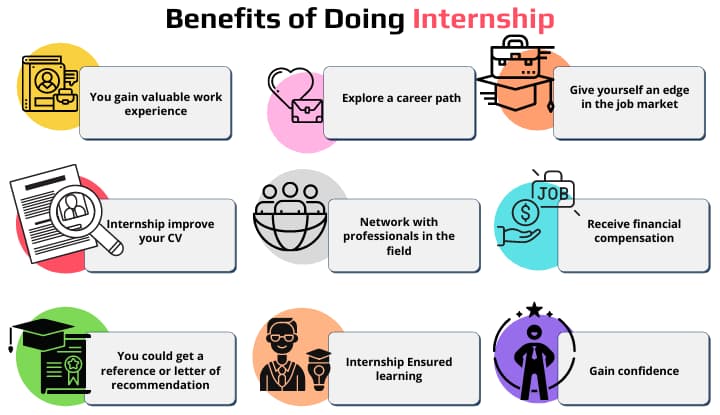 Benefits of Doing Internship
You gain valuable work
experience
Explore a career path
Give yourself an edge
in the job market
Internship improve
your CV
Network with
professionals in the
field
JOB
$
Receive financial
compensation
You could get a
reference or letter of
recommendation
Internship Ensured
learning
Gain confidence